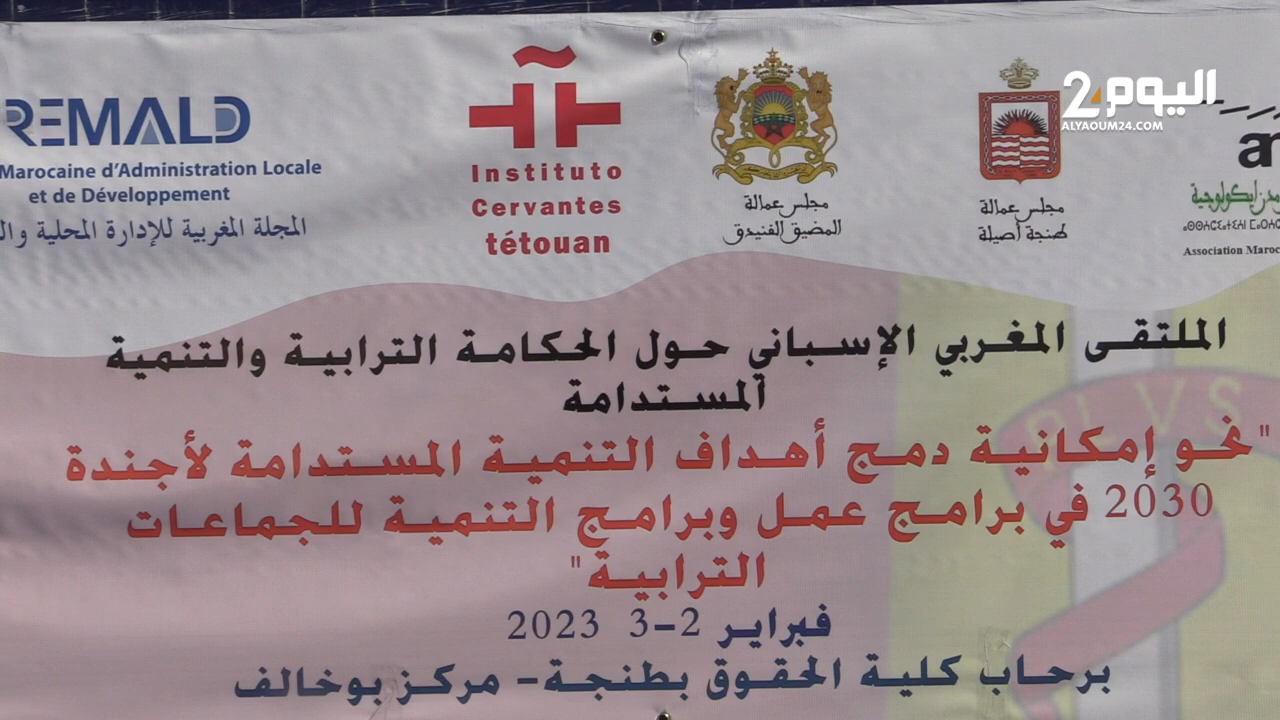 اليوم24
ALYAOUM24.COM
REMALD
Marocaine d’Administration Locale
et de Développement
المجلة المغربية للإدارة المحلية
Instituto
Cervantes
tétouan
مجلس عمالة
المضيق الفنيدق
مجلس عمالة
طنجة أصيلة
إيكولوجية
Association
الملتقى المغربي الإسباني حول الحكامة الترابية والتنمية
المستدامة
"نحو إمكانية دمج أهداف التنمية المستدامة لأجندة
2030 في برامج عمل وبرامج التنمية للجماعات
الترابية"
2-3 فبراير 2023
برحاب كلية الحقوق بطنجة- مركز بوخالف
PLVS